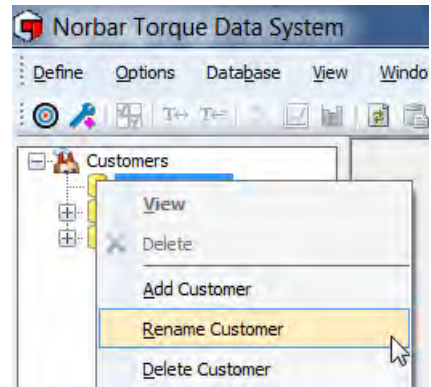 Norbar Torque Data System
Define Options Database View Windo
Customers
View
Delete
Add Customer
Rename Customer
Delete Customer